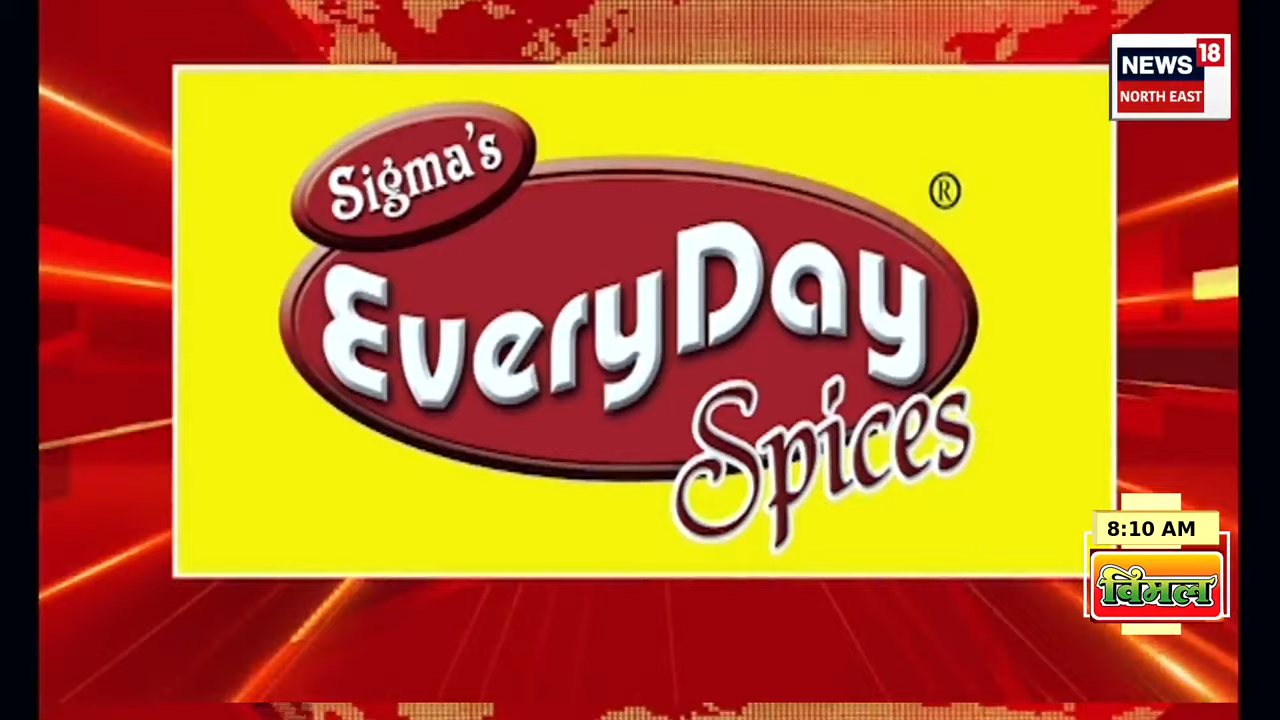 Sigma's
EveryDay
®
Spices
NEWS 18
NORTH EAST
8:10 AM
विमल